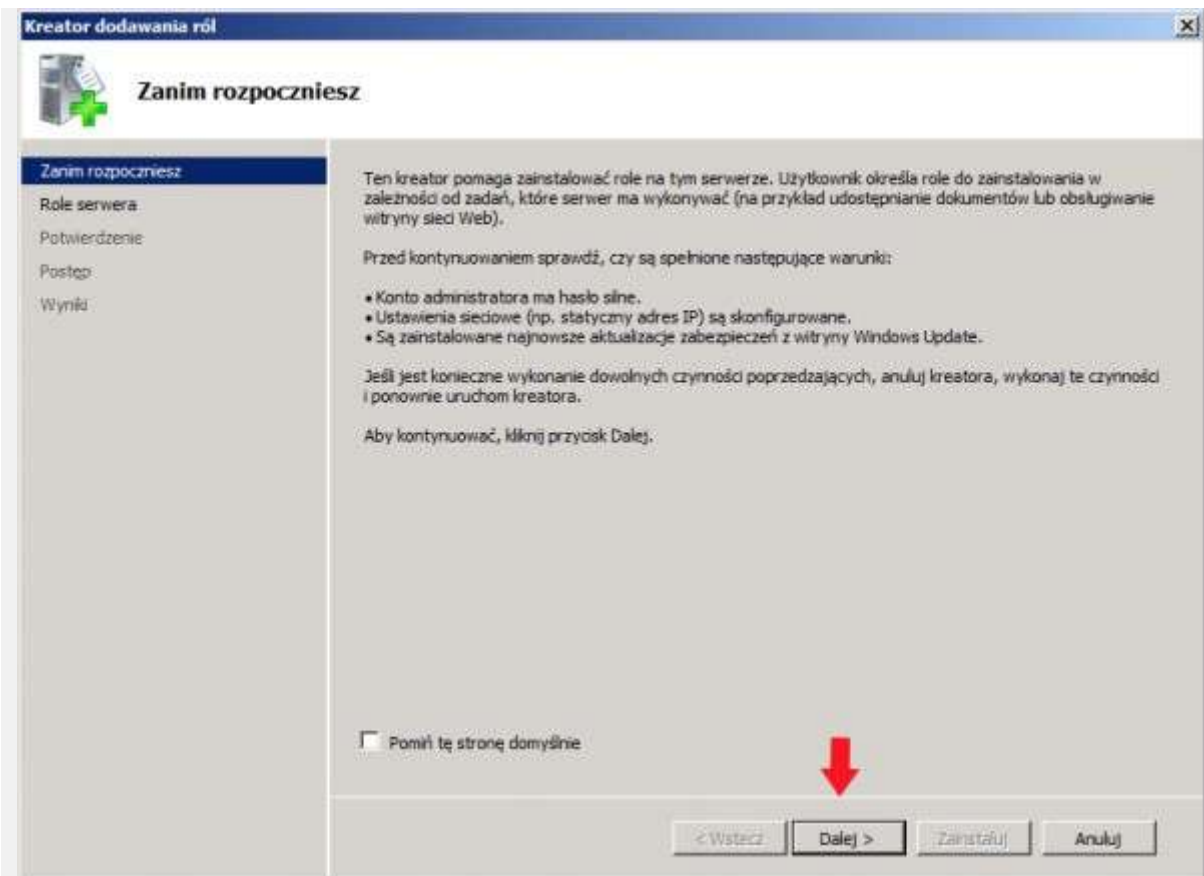 Kreator dodawania ról
Zanim rozpoczniesz
Zanim rozpoczniesz
Role serwera
Potwierdzenie
Postęp
Wyniki
Ten kreator pomaga zainstalować role na tym serwerze. Użytkownik określa role do zainstalowania w
zależności od zadań, które serwer ma wykonywać (na przykład udostępnianie dokumentów lub obsługiwanie
witryny sieci Web).
Przed kontynuowaniem sprawdź, czy są spełnione następujące warunki:
• Konto administratora ma hasło silne.
• Ustawienia sieciowe (np. statyczny adres IP) są skonfigurowane.
• Są zainstalowane najnowsze aktualizacje zabezpieczeń z witryny Windows Update.
Jeśli jest konieczne wykonanie dowolnych czynności poprzedzających, anuluj kreatora, wykonaj te czynności
i ponownie uruchom kreatora.
Aby kontynuować, kliknij przycisk Dalej.
Pomiń tę stronę domyślnie
< Wstecz
Dalej >
Zainstaluj
Anuluj